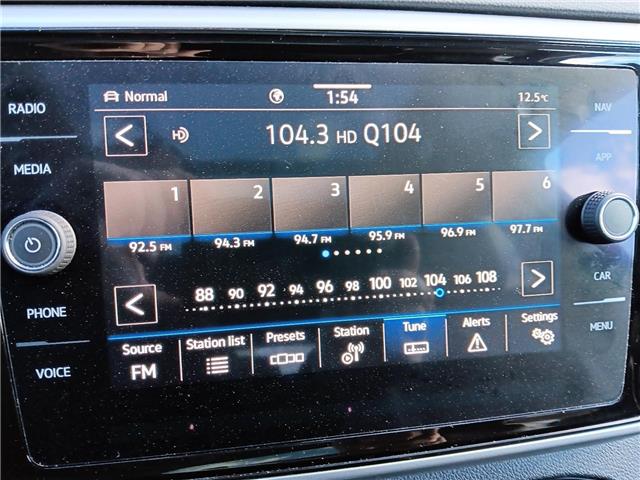 RADIO
MEDIA
PHONE
VOICE
Normal
1:54
12.5°C
HD
104.3 HD Q104
1 2 3 4 5 6
92.5 FM 94.3 FM 94.7 FM 95.9 FM 96.9 FM 97.7 FM
88 90 92 94 96 98 100 102 104 106 108
Source
FM
Station list
Presets
Station
Tune
Alerts
Settings
NAV
APP
CAR
MENU